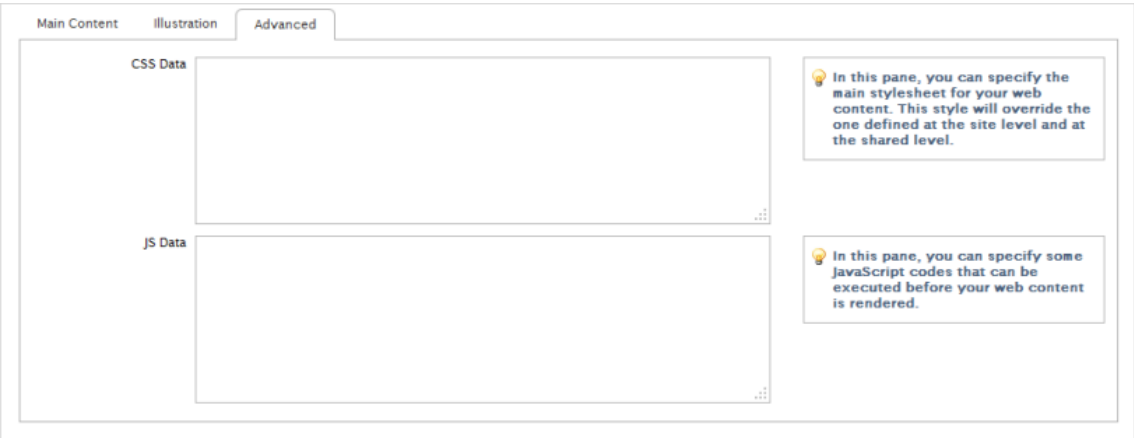 Main Content Illustration Advanced
CSS Data
In this pane, you can specify the
main stylesheet for your web
content. This style will override the
one defined at the site level and at
the shared level.
JS Data
In this pane, you can specify some
JavaScript codes that can be
executed before your web content
is rendered.